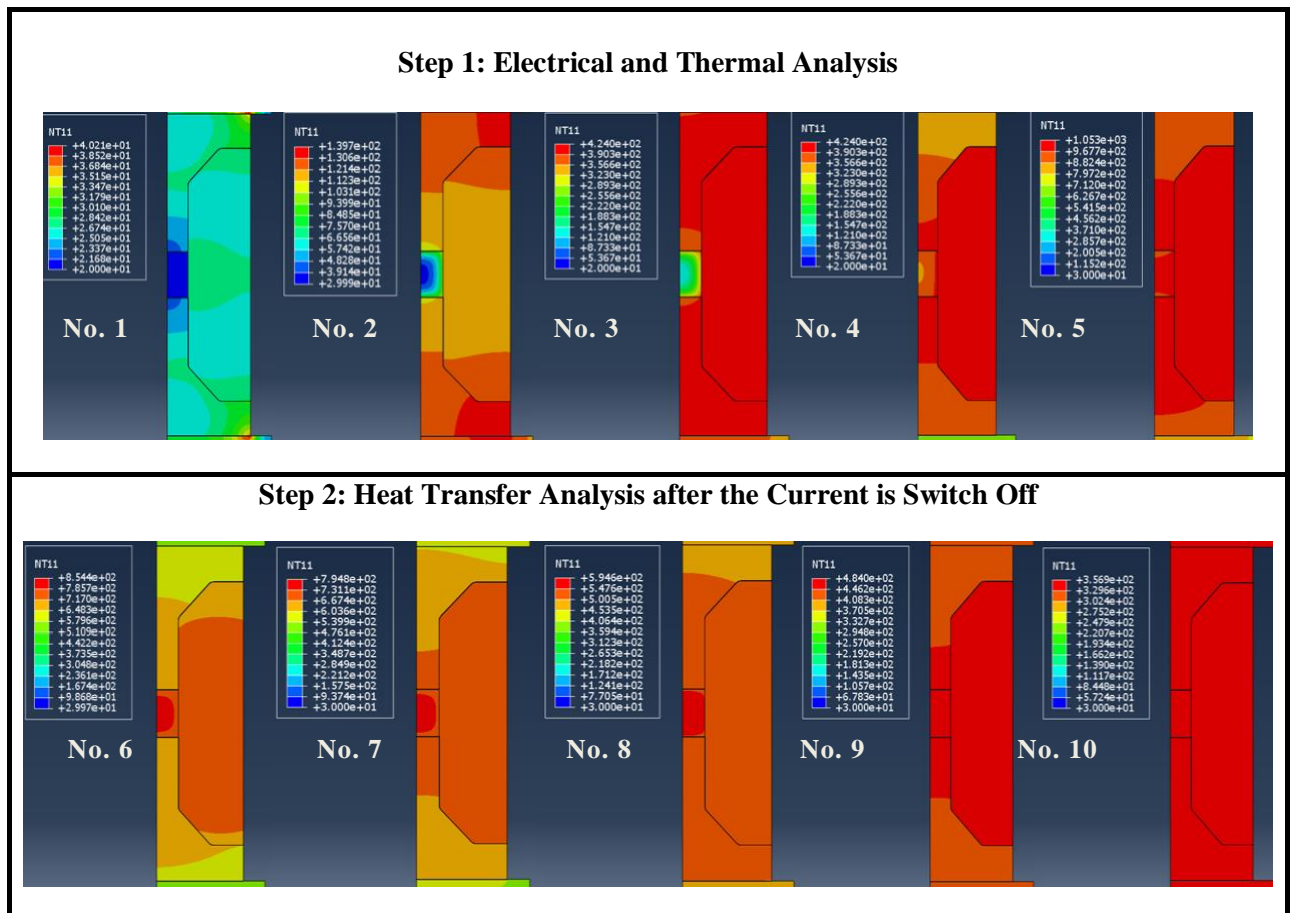 Step 1: Electrical and Thermal Analysis
NT11
+4.021e+01
+3.852e+01
+3.684e+01
+3.515e+01
+3.347e+01
+3.179e+01
+3.010e+01
+2.842e+01
+2.674e+01
+2.505e+01
+2.337e+01
+2.168e+01
+2.000e+01
No. 1
NT11
+1.397e+02
+1.306e+02
+1.214e+02
+1.123e+02
+1.031e+02
+9.399e+01
+8.485e+01
+7.570e+01
+6.656e+01
+5.742e+01
+4.828e+01
+3.914e+01
+2.999e+01
No. 2
NT11
+4.240e+02
+3.903e+02
+3.566e+02
+3.230e+02
+2.893e+02
+2.556e+02
+2.220e+02
+1.883e+02
+1.547e+02
+1.210e+02
+8.733e+01
+5.367e+01
+2.000e+01
No. 3
NT11
+4.240e+02
+3.903e+02
+3.566e+02
+3.230e+02
+2.893e+02
+2.556e+02
+2.220e+02
+1.883e+02
+1.547e+02
+1.210e+02
+8.733e+01
+5.367e+01
+2.000e+01
No. 4
NT11
+1.053e+03
+9.677e+02
+8.824e+02
+7.972e+02
+7.120e+02
+6.267e+02
+5.415e+02
+4.562e+02
+3.710e+02
+2.857e+02
+2.005e+02
+1.152e+02
+3.000e+01
No. 5
Step 2: Heat Transfer Analysis after the Current is Switch Off
NT11
+8.544e+02
+7.857e+02
+7.170e+02
+6.483e+02
+5.796e+02
+5.109e+02
+4.422e+02
+3.735e+02
+3.048e+02
+2.361e+02
+1.674e+02
+9.868e+01
+2.997e+01
No. 6
NT11
+7.948e+02
+7.311e+02
+6.674e+02
+6.036e+02
+5.399e+02
+4.761e+02
+4.124e+02
+3.487e+02
+2.849e+02
+2.212e+02
+1.575e+02
+9.374e+01
+3.000e+01
No. 7
NT11
+5.946e+02
+5.476e+02
+5.005e+02
+4.535e+02
+4.064e+02
+3.594e+02
+3.123e+02
+2.653e+02
+2.182e+02
+1.712e+02
+1.241e+02
+7.705e+01
+3.000e+01
No. 8
NT11
+4.840e+02
+4.462e+02
+4.083e+02
+3.705e+02
+3.327e+02
+2.948e+02
+2.570e+02
+2.192e+02
+1.813e+02
+1.435e+02
+1.057e+02
+6.783e+01
+3.000e+01
No. 9
NT11
+3.569e+02
+3.296e+02
+3.024e+02
+2.752e+02
+2.479e+02
+2.207e+02
+1.934e+02
+1.662e+02
+1.390e+02
+1.117e+02
+8.448e+01
+5.724e+01
+3.000e+01
No. 10